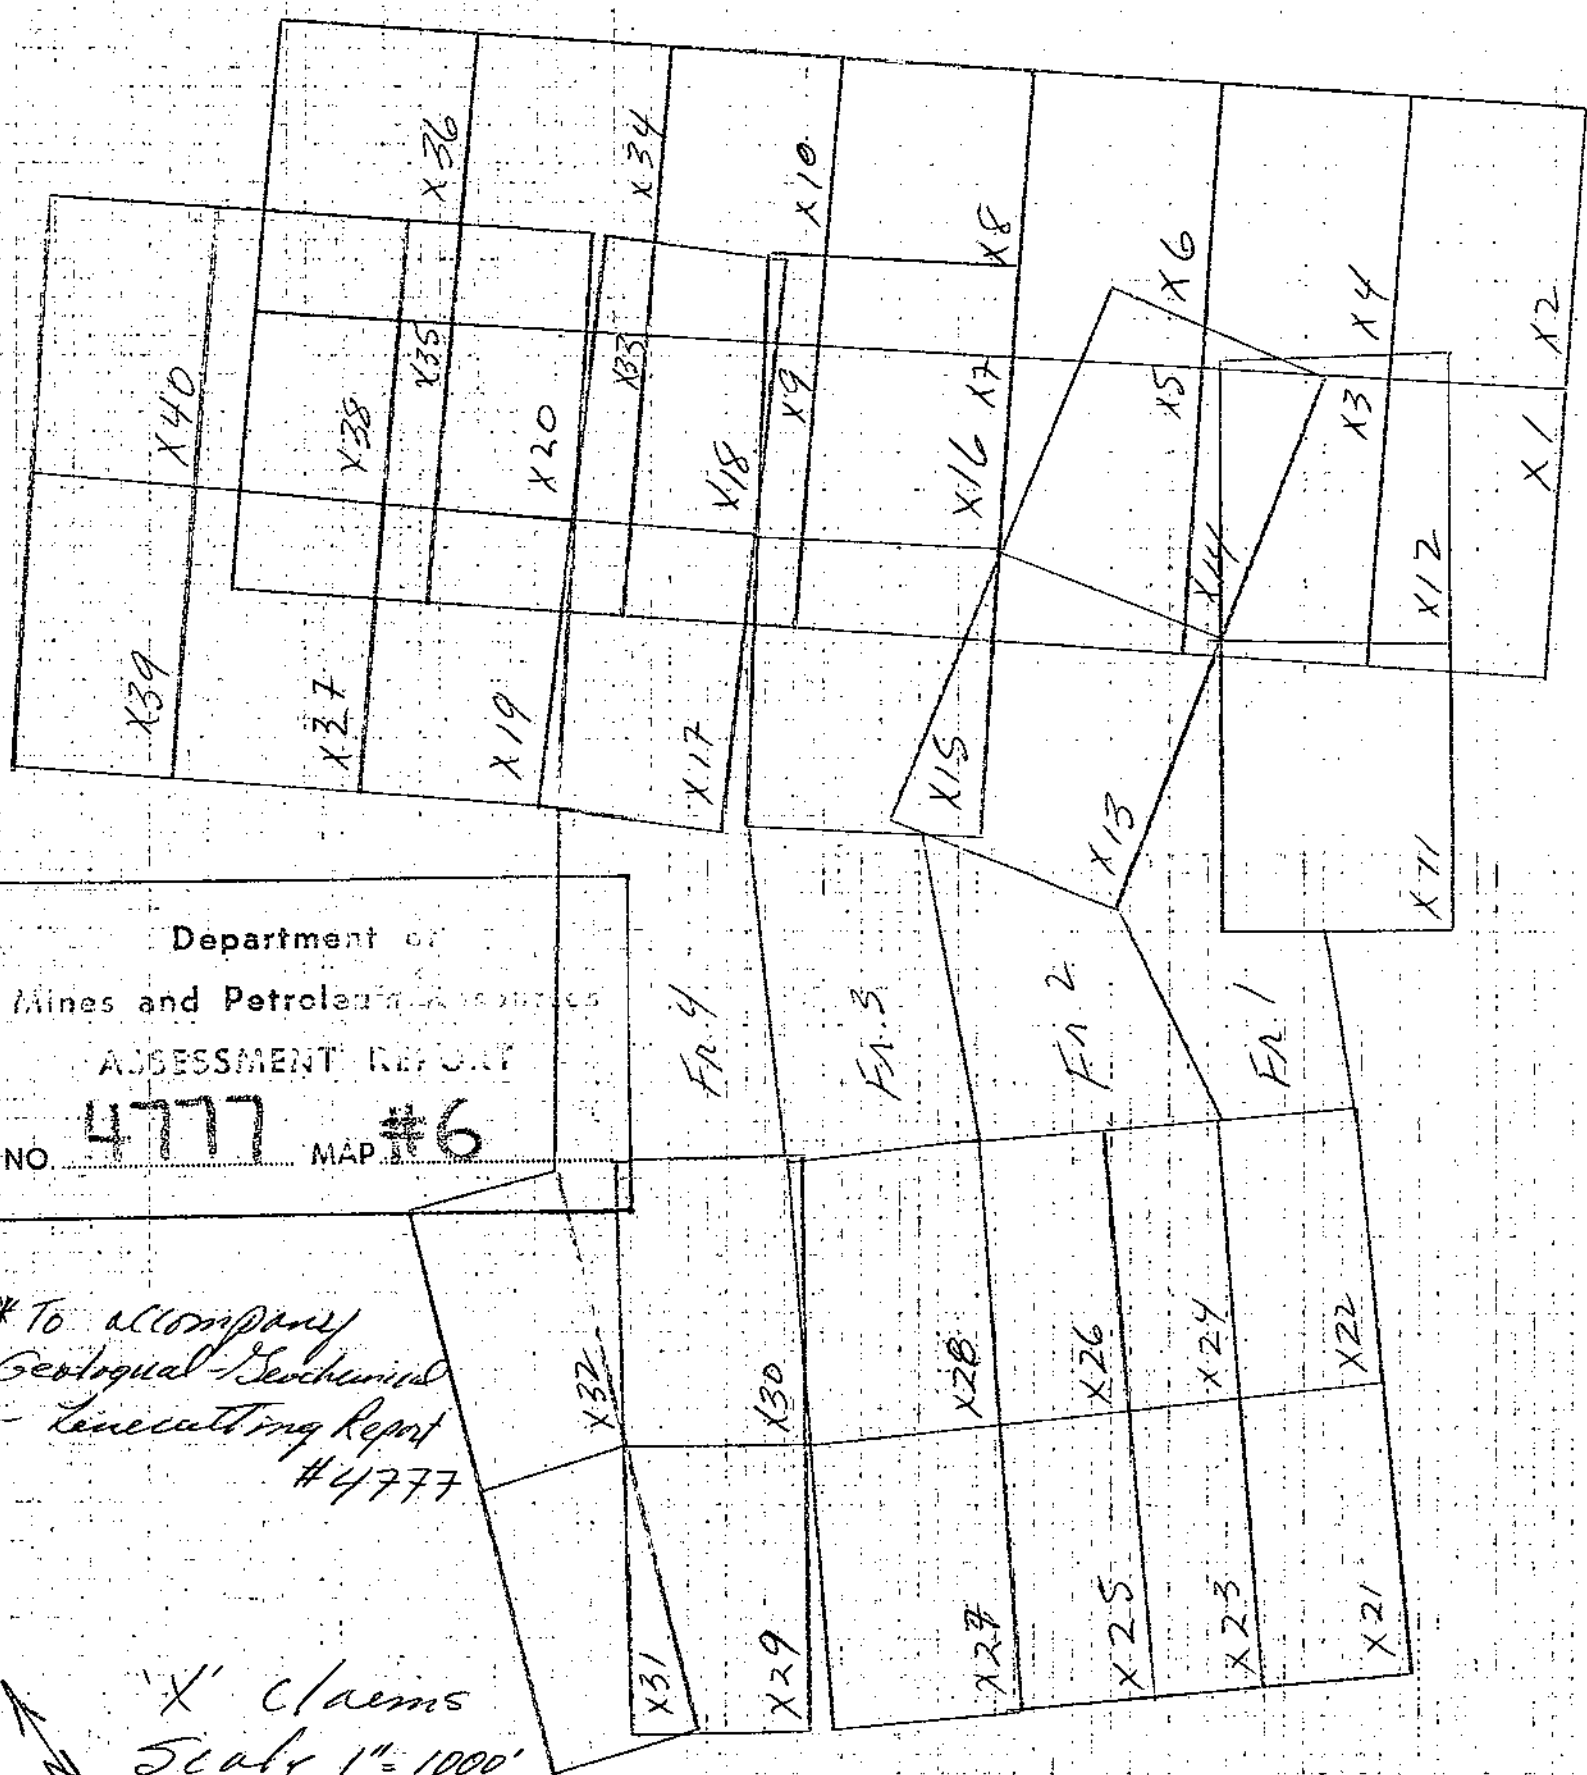 X36
X34
X10
X8
X6
X4
X2
X40
X38
X35
X20
X33
X18
X9
X16
X7
X5
X3
X1
X14
X12
X39
X37
X19
X17
X15
X13
X11
Department of
Mines and Petroleum Resources
ASSESSMENT REPORT
NO. 4777 MAP #6
Fr. 4
Fr. 3
Fr 2
Fr 1
* To accompany
Geologual-Geochemical
- Linecutting Report
#4777
X32
X30
X28
X26
X24
X22
X31
X29
X27
X25
X23
X21
N
'X' Claems
Scale 1"=1000'